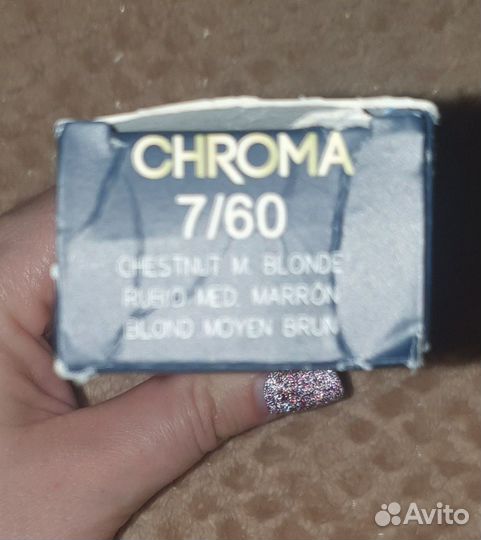 CHROMA
7/60
CHESTNUT M. BLONDE
RUBIO MED. MARRÓN
BLOND MOYEN BRUN
Avito